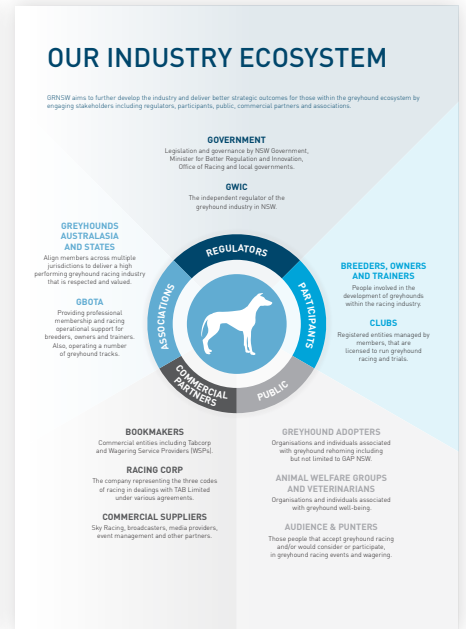 OUR INDUSTRY ECOSYSTEM
GRNSW aims to further develop the industry and deliver better strategic outcomes for those within the greyhound ecosystem by
engaging stakeholders including regulators, participants, public, commercial partners and associations.
GOVERNMENT
Legislation and governance by NSW Government,
Minister for Better Regulation and Innovation,
Office of Racing and local governments.
GWIC
The independent regulator of the
greyhound industry in NSW.
GREYHOUNDS
AUSTRALASIA
AND STATES
Align members across multiple
jurisdictions to deliver a high
performing greyhound racing industry
that is respected and valued.
GBOTA
Providing professional
membership and racing
operational support for
breeders, owners and trainers.
Also, operating a number
of greyhound tracks.
REGULATORS
PARTICIPANTS
PUBLIC
COMMERCIAL
PARTNERS
ASSOCIATIONS
BREEDERS, OWNERS
AND TRAINERS
People involved in the
development of greyhounds
within the racing industry.
CLUBS
Registered entities managed by
members, that are
licensed to run greyhound
racing and trials.
BOOKMAKERS
Commercial entities including Tabcorp
and Wagering Service Providers (WSPs).
RACING CORP
The company representing the three codes
of racing in dealings with TAB Limited
under various agreements.
COMMERCIAL SUPPLIERS
Sky Racing, broadcasters, media providers,
event management and other partners.
GREYHOUND ADOPTERS
Organisations and individuals associated
with greyhound rehoming including
but not limited to GAP NSW.
ANIMAL WELFARE GROUPS
AND VETERINARIANS
Organisations and individuals associated
with greyhound well-being.
AUDIENCE & PUNTERS
Those people that accept greyhound racing
and/or would consider or participate,
in greyhound racing events and wagering.